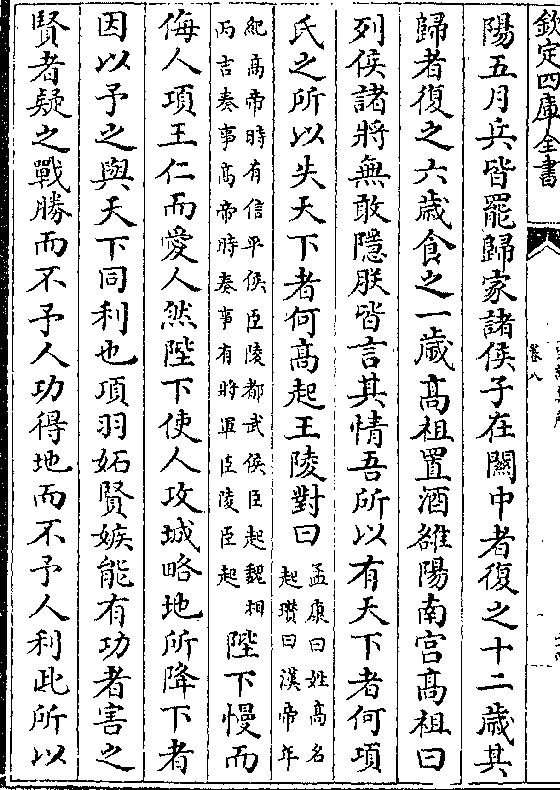 欽定四庫全書
卷八
陽五月兵皆罷歸家諸侯子在關中者復之十二歲其
歸者復之六歲食之一歲高祖置酒雒陽南宫高祖曰
列侯諸將無敢隱朕皆言其情吾所以有天下者何項
氏之所以失天下者何高起王陵對曰孟康曰姓高名起瓚曰漢帝年
紀高帝時有信平侯臣陵都武侯臣起魏相丙吉奏事高帝時奏事有將軍臣陵臣起陛下慢而
侮人項王仁而愛人然陛下使人攻城略地所降下者
因以予之與天下同利也項羽妬賢嫉能有功者害之
賢者疑之戰勝而不予人功得地而不予人利此所以